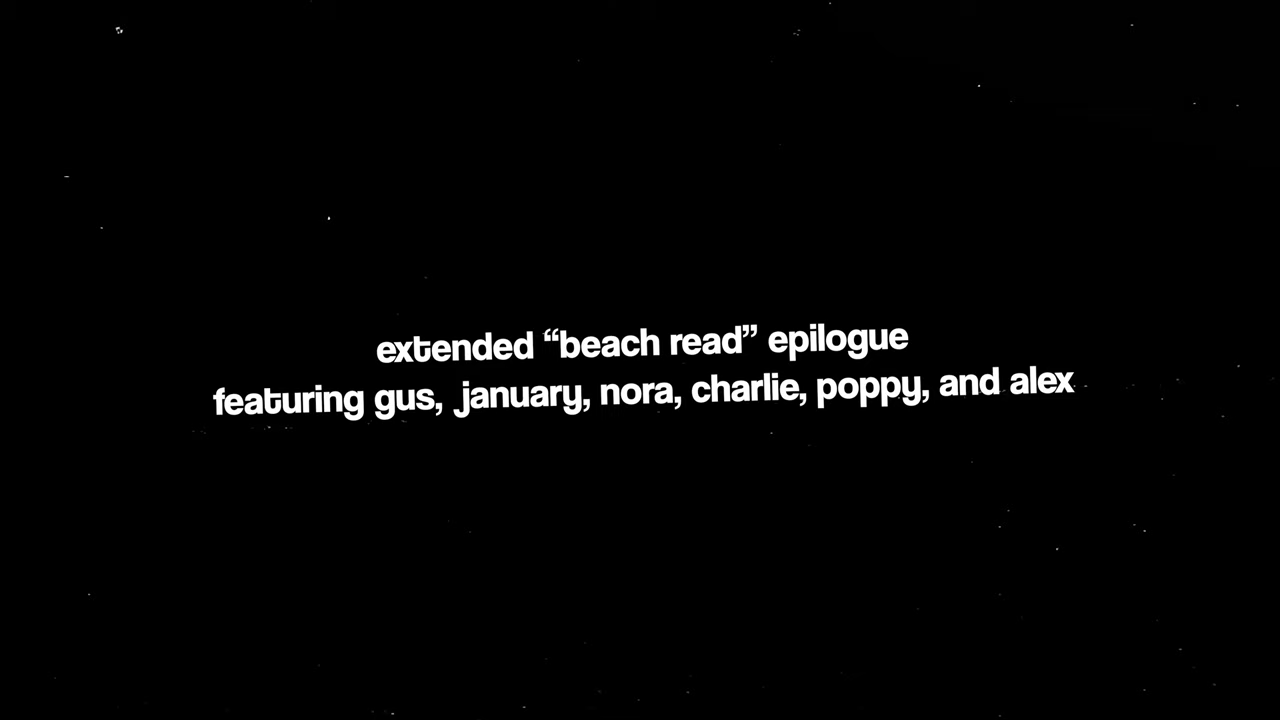 extended “beach read” epilogue
featuring gus, january, nora, charlie, poppy, and alex